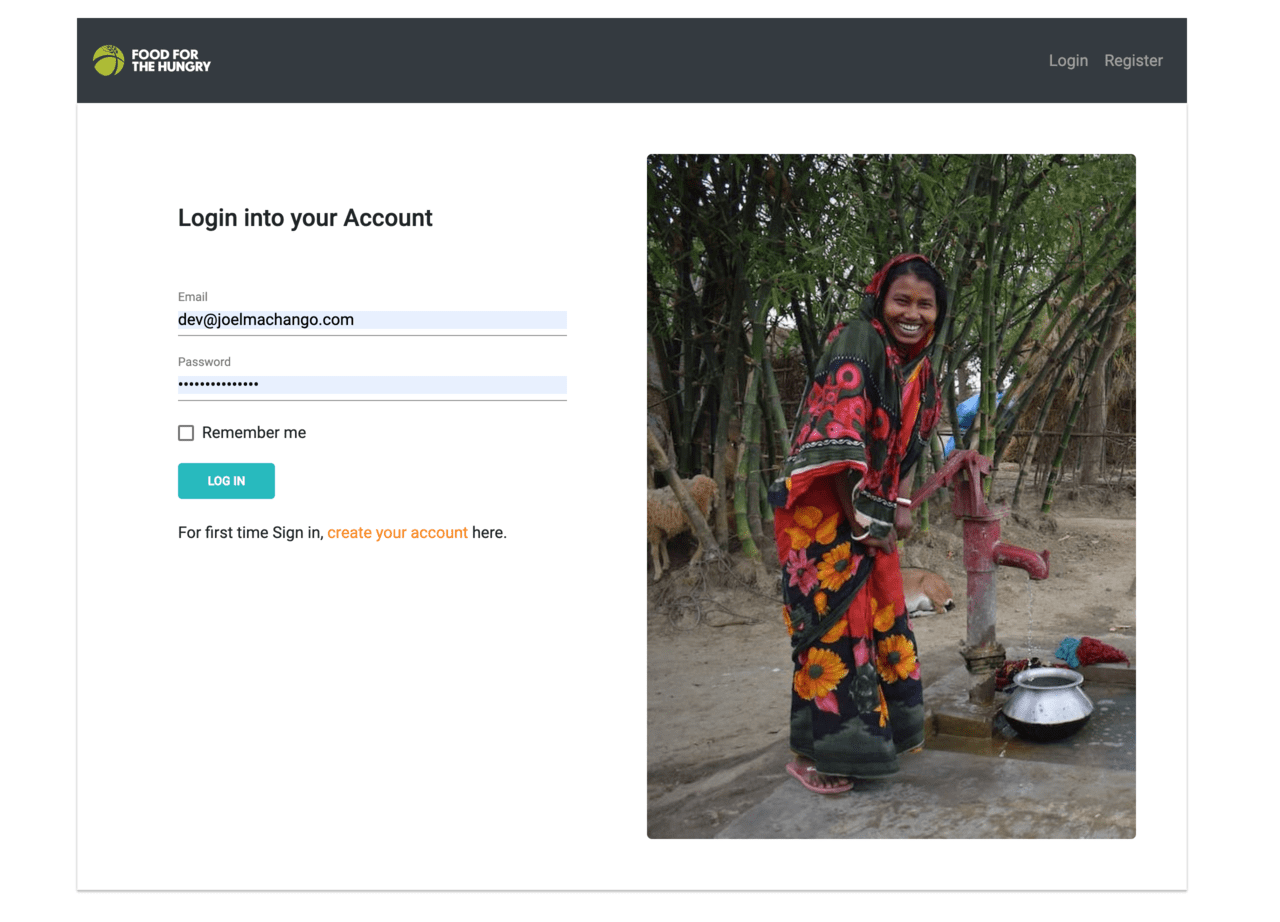 FOOD FOR
THE HUNGRY
Login Register
Login into your Account
Email
dev@joelmachango.com
Password
•••••••••••••••
Remember me
LOG IN
For first time Sign in, create your account here.